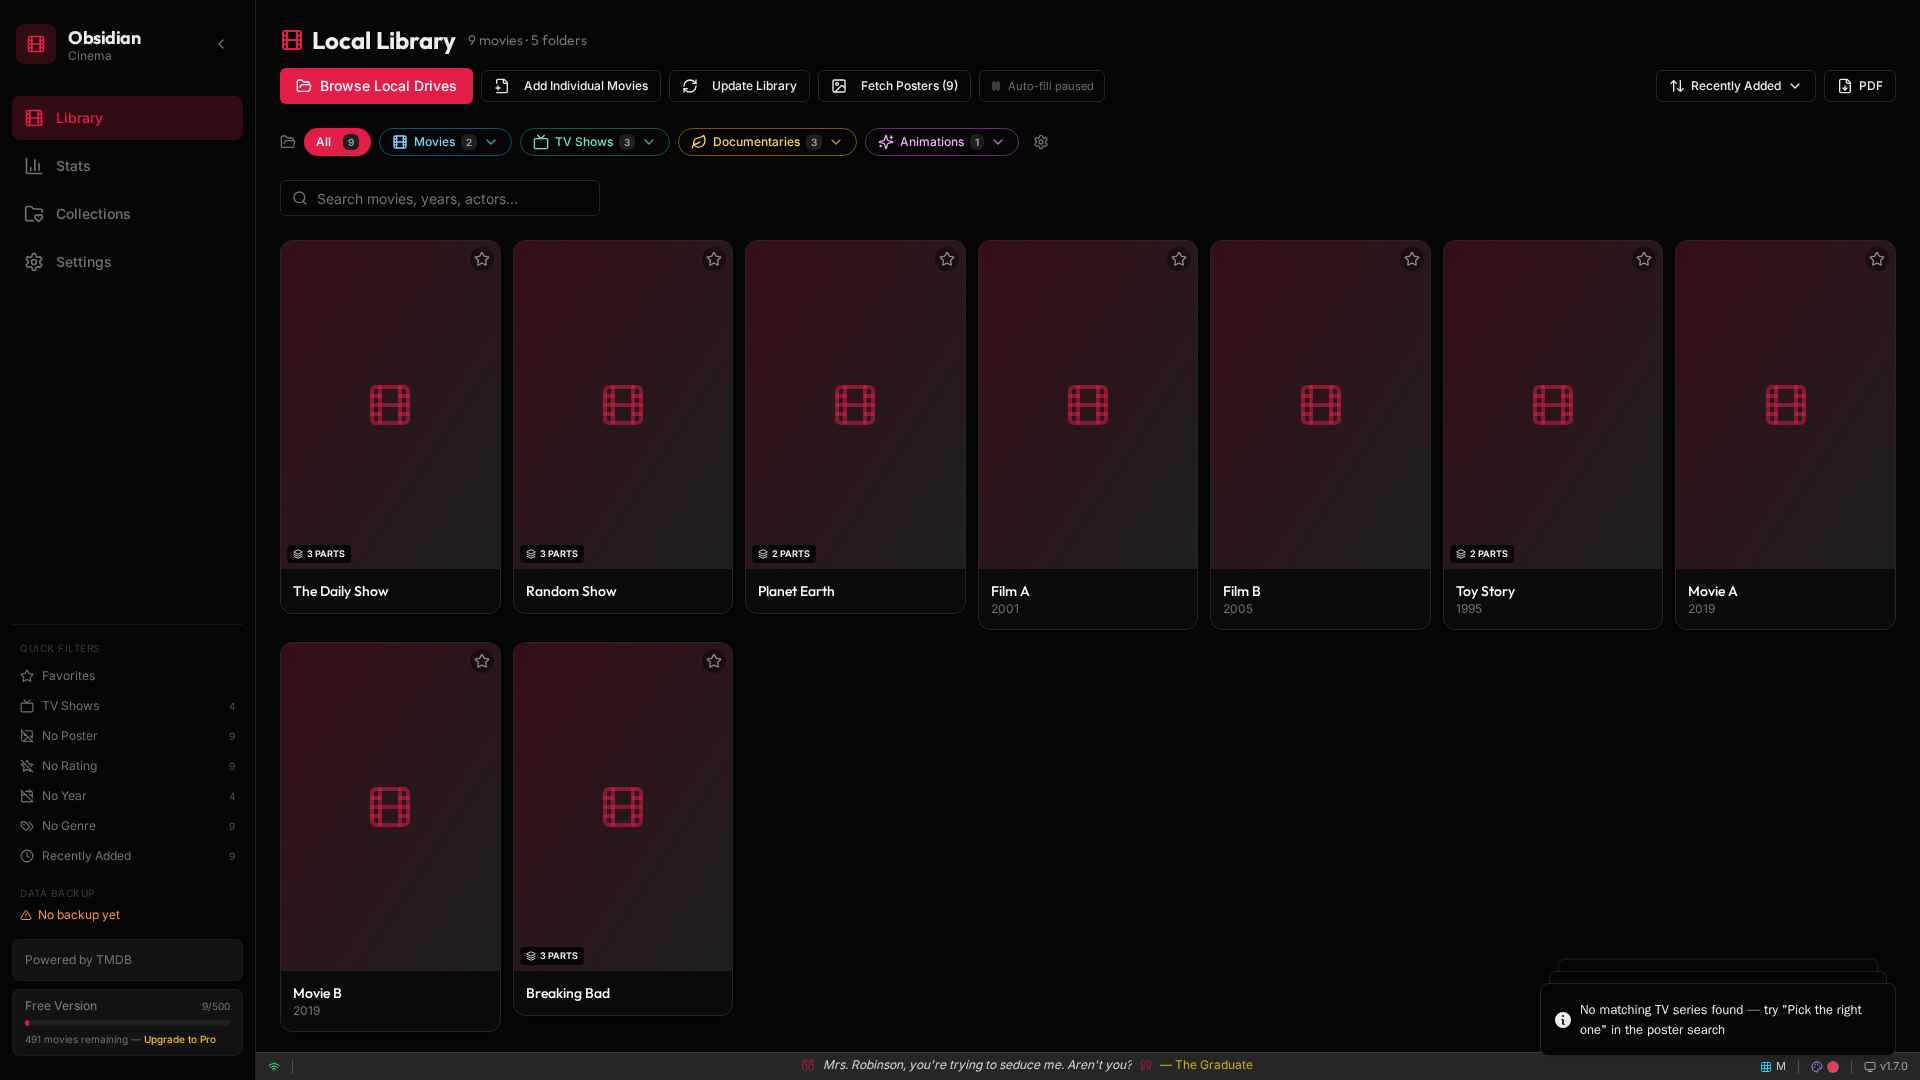 Obsidian
Cinema
Library
Stats
Collections
Settings
QUICK FILTERS
Favorites
TV Shows 4
No Poster 9
No Rating 9
No Year 4
No Genre 9
Recently Added 9
DATA BACKUP
No backup yet
Powered by TMDB
Free Version 9/500
491 movies remaining — Upgrade to Pro
Local Library 9 movies · 5 folders
Browse Local Drives Add Individual Movies Update Library Fetch Posters (9) Auto-fill paused Recently Added PDF
All 9 Movies 2 TV Shows 3 Documentaries 3 Animations 1
Search movies, years, actors...
3 PARTS 3 PARTS 2 PARTS 2 PARTS
The Daily Show Random Show Planet Earth Film A Film B Toy Story Movie A
2001 2005 1995 2019
3 PARTS
Movie B Breaking Bad
2019
No matching TV series found — try "Pick the right
one" in the poster search
Mrs. Robinson, you're trying to seduce me. Aren't you? — The Graduate
M v1.7.0